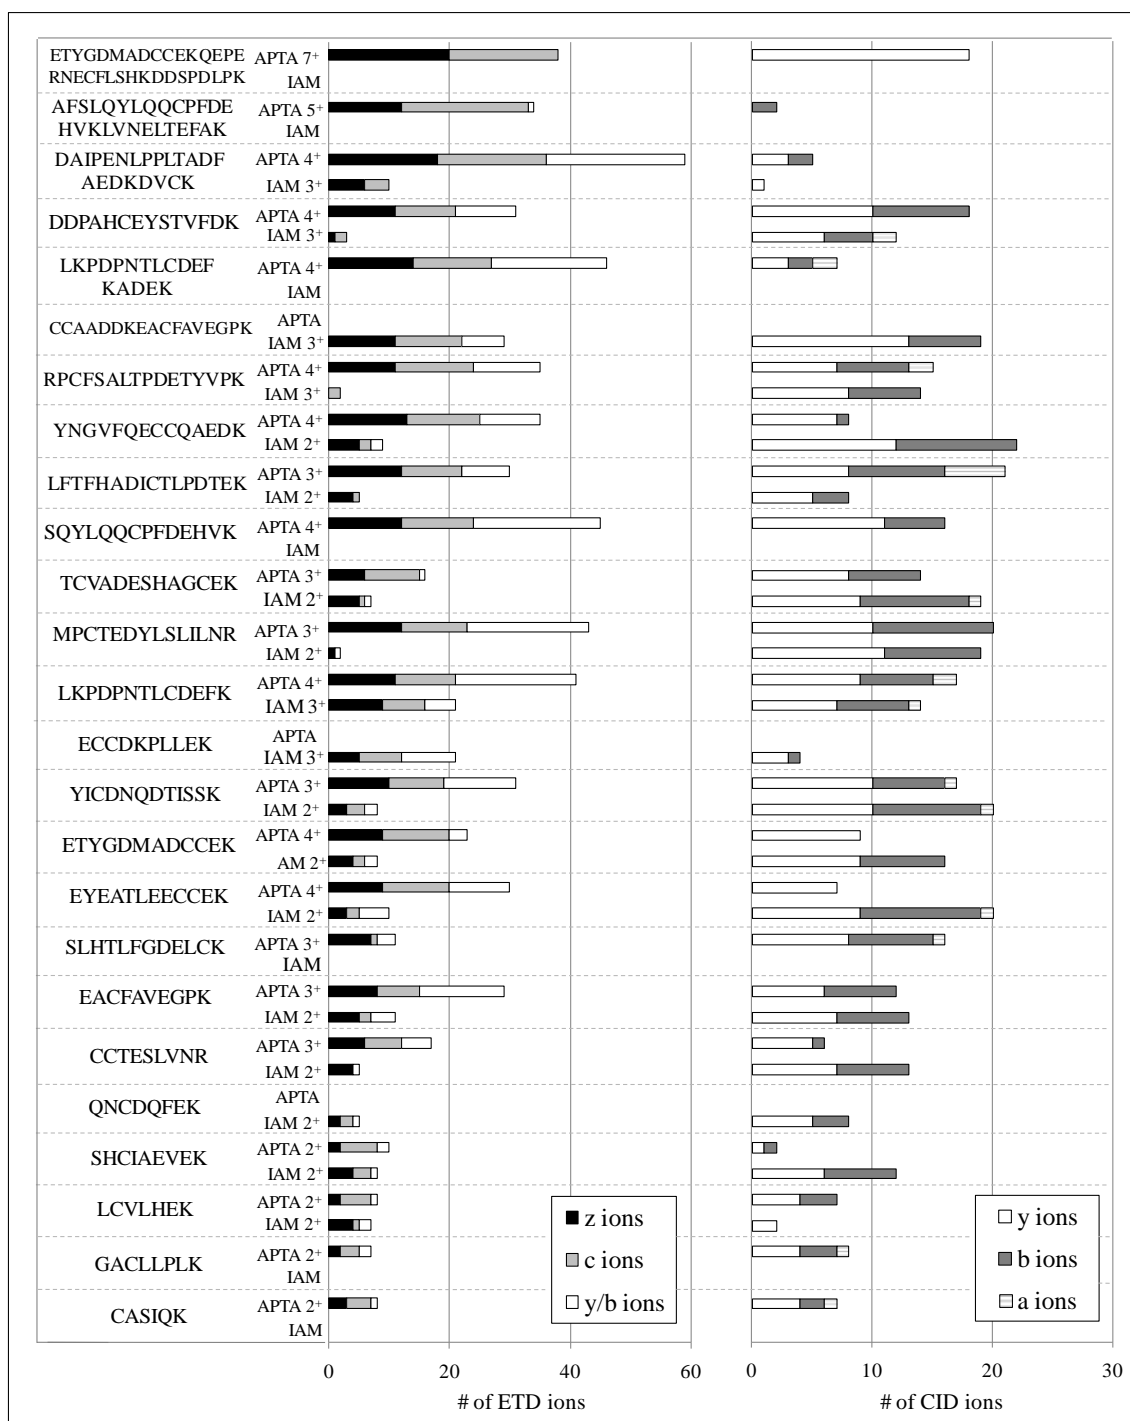 ETYGDMADCCEKQEPE
RNECFLSHKDDSPDLPK
APTA 7+
IAM
AFSLQYLQQCPFDE
HVKLVNELTEFAK
APTA 5+
IAM
DAIPENLPPLTADF
AEDKDVCK
APTA 4+
IAM 3+
DDPAHCEYSTVFDK
APTA 4+
IAM 3+
LKPDPNTLCDEF
KADEK
APTA 4+
IAM
CCAADDKEACFAVEGPK
APTA
IAM 3+
RPCFSALTPDETYVPK
APTA 4+
IAM 3+
YNGVFQECCQAEDK
APTA 4+
IAM 2+
LFTFHADICTLPDTEK
APTA 3+
IAM 2+
SQYLQQCPFDEHVK
APTA 4+
IAM
TCVADESHAGCEK
APTA 3+
IAM 2+
MPCTEDYLSLILNR
APTA 3+
IAM 2+
LKPDPNTLCDEFK
APTA 4+
IAM 3+
ECCDKPLLEK
APTA
IAM 3+
YICDNQDTISSK
APTA 3+
IAM 2+
ETYGDMADCCEK
APTA 4+
AM 2+
EYEATLEECCEK
APTA 4+
IAM 2+
SLHTLFGDELCK
APTA 3+
IAM
EACFAVEGPK
APTA 3+
IAM 2+
CCTESLVNR
APTA 3+
IAM 2+
QNCDQFEK
APTA
IAM 2+
SHCIAEVEK
APTA 2+
IAM 2+
LCVLHEK
APTA 2+
IAM 2+
GACLLPLK
APTA 2+
IAM
CASIQK
APTA 2+
IAM
z ions
c ions
y/b ions
y ions
b ions
a ions
0 20 40 60
0 10 20 30
# of ETD ions
# of CID ions